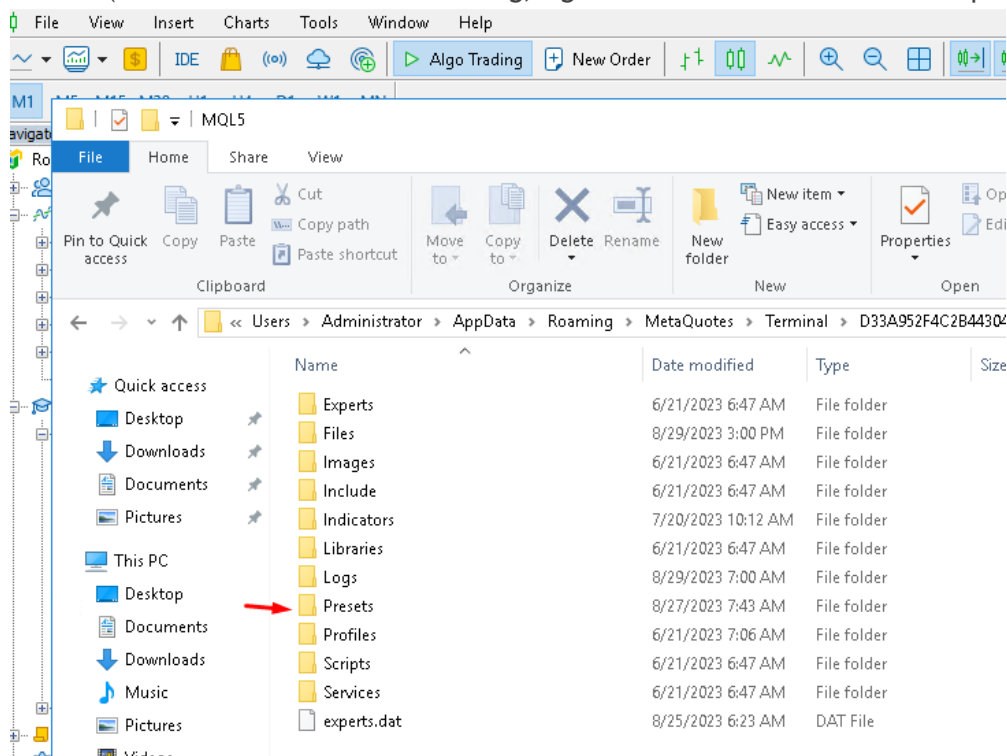 File View Insert Charts Tools Window Help
IDE Algo Trading New Order
M1
MQL5
File Home Share View
Pin to Quick access
Copy
Paste
Cut
Copy path
Paste shortcut
Clipboard
Move to
Copy to
Delete
Rename
Organize
New folder
New item
Easy access
New
Properties
Open
« Users > Administrator > AppData > Roaming > MetaQuotes > Terminal > D33A952F4C2B44304
Name Date modified Type Size
Quick access
Desktop
Downloads
Documents
Pictures
This PC
Desktop
Documents
Downloads
Music
Pictures
Experts 6/21/2023 6:47 AM File folder
Files 8/29/2023 3:00 PM File folder
Images 6/21/2023 6:47 AM File folder
Include 6/21/2023 6:47 AM File folder
Indicators 7/20/2023 10:12 AM File folder
Libraries 6/21/2023 6:47 AM File folder
Logs 8/29/2023 7:00 AM File folder
Presets 8/27/2023 7:43 AM File folder
Profiles 6/21/2023 7:06 AM File folder
Scripts 6/21/2023 6:47 AM File folder
Services 6/21/2023 6:47 AM File folder
experts.dat 8/25/2023 6:23 AM DAT File